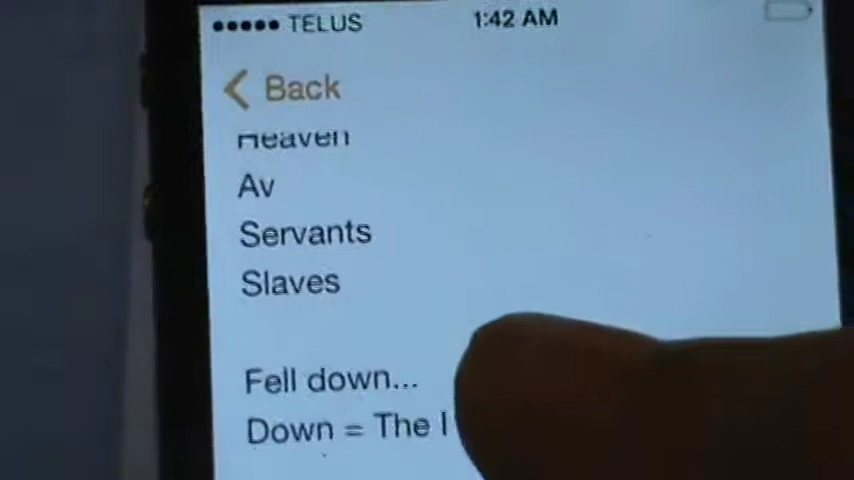 TELUS 1:42 AM
Back
Heaven
Av
Servants
Slaves
Fell down...
Down = The